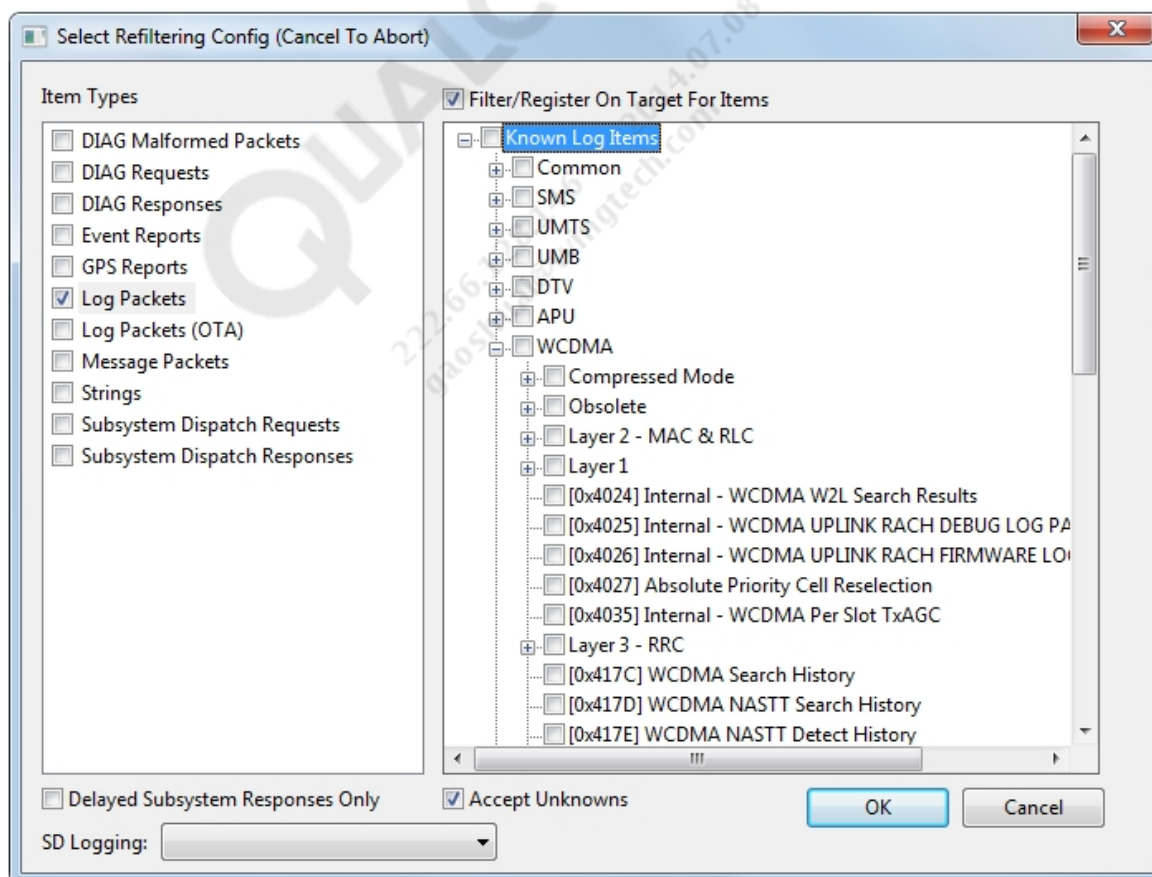 Select Refiltering Config (Cancel To Abort)
Item Types
DIAG Malformed Packets
DIAG Requests
DIAG Responses
Event Reports
GPS Reports
Log Packets
Log Packets (OTA)
Message Packets
Strings
Subsystem Dispatch Requests
Subsystem Dispatch Responses
Filter/Register On Target For Items
Known Log Items
Common
SMS
UMTS
UMB
DTV
APU
WCDMA
Compressed Mode
Obsolete
Layer 2 - MAC & RLC
Layer 1
[0x4024] Internal - WCDMA W2L Search Results
[0x4025] Internal - WCDMA UPLINK RACH DEBUG LOG PA
[0x4026] Internal - WCDMA UPLINK RACH FIRMWARE LO
[0x4027] Absolute Priority Cell Reselection
[0x4035] Internal - WCDMA Per Slot TxAGC
Layer 3 - RRC
[0x417C] WCDMA Search History
[0x417D] WCDMA NASTT Search History
[0x417E] WCDMA NASTT Detect History
Delayed Subsystem Responses Only
Accept Unknowns
OK
Cancel
SD Logging:
QUALC